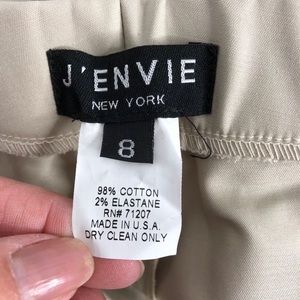 J'ENVIE
NEW YORK
8
98% COTTON
2% ELASTANE
RN# 71207
MADE IN U.S.A.
DRY CLEAN ONLY